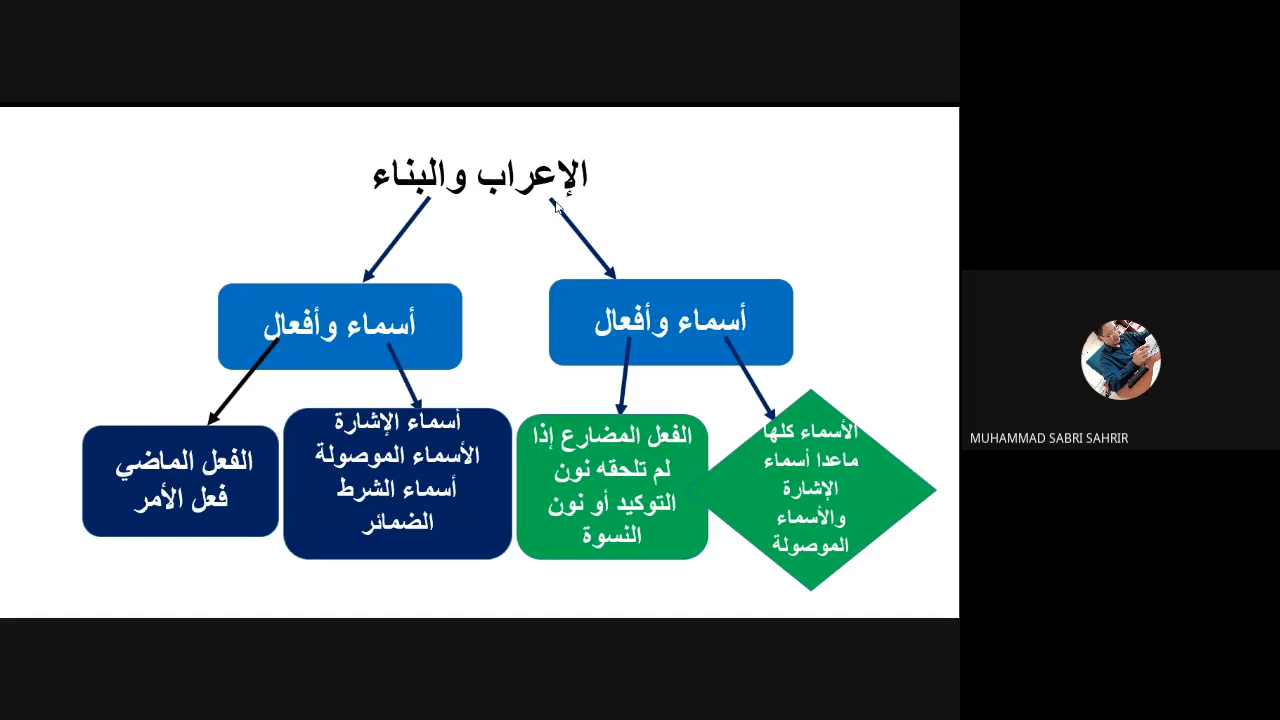 الإعراب والبناء
أسماء وأفعال
أسماء وأفعال
الأسماء كلها
ماعدا أسماء
الإشارة
والأسماء
الموصولة
الفعل المضارع إذا
لم تلحقه نون
التوكيد أو نون
النسوة
أسماء الإشارة
الأسماء الموصولة
أسماء الشرط
الضمائر
الفعل الماضي
فعل الأمر
MUHAMMAD SABRI SAHRIR